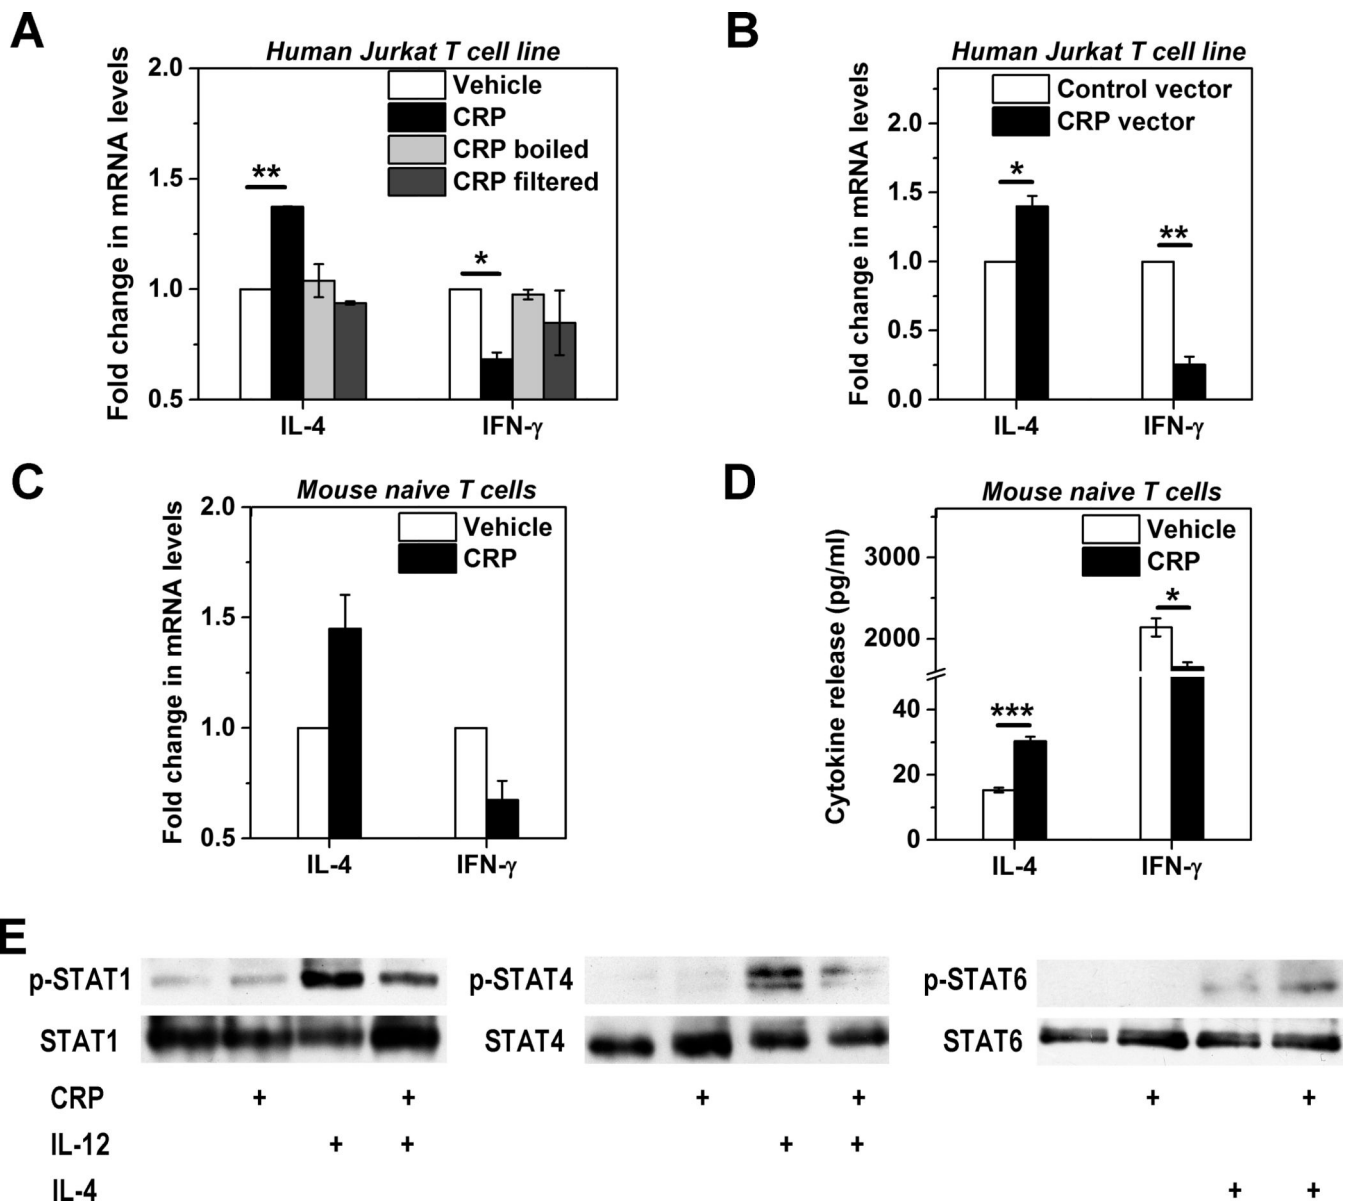 A
Human Jurkat T cell line
Fold change in mRNA levels
2.0
1.5
1.0
0.5
Vehicle
CRP
CRP boiled
CRP filtered
**
*
IL-4 IFN-γ
B
Human Jurkat T cell line
Fold change in mRNA levels
2.0
1.5
1.0
0.5
0.0
Control vector
CRP vector
*
**
IL-4 IFN-γ
C
Mouse naive T cells
Fold change in mRNA levels
2.0
1.5
1.0
0.5
Vehicle
CRP
IL-4 IFN-γ
D
Mouse naive T cells
Cytokine release (pg/ml)
3000
2000
40
20
0
Vehicle
CRP
***
*
IL-4 IFN-γ
E
p-STAT1 p-STAT4 p-STAT6
STAT1 STAT4 STAT6
CRP + + + + + +
IL-12 + + + +
IL-4 + +